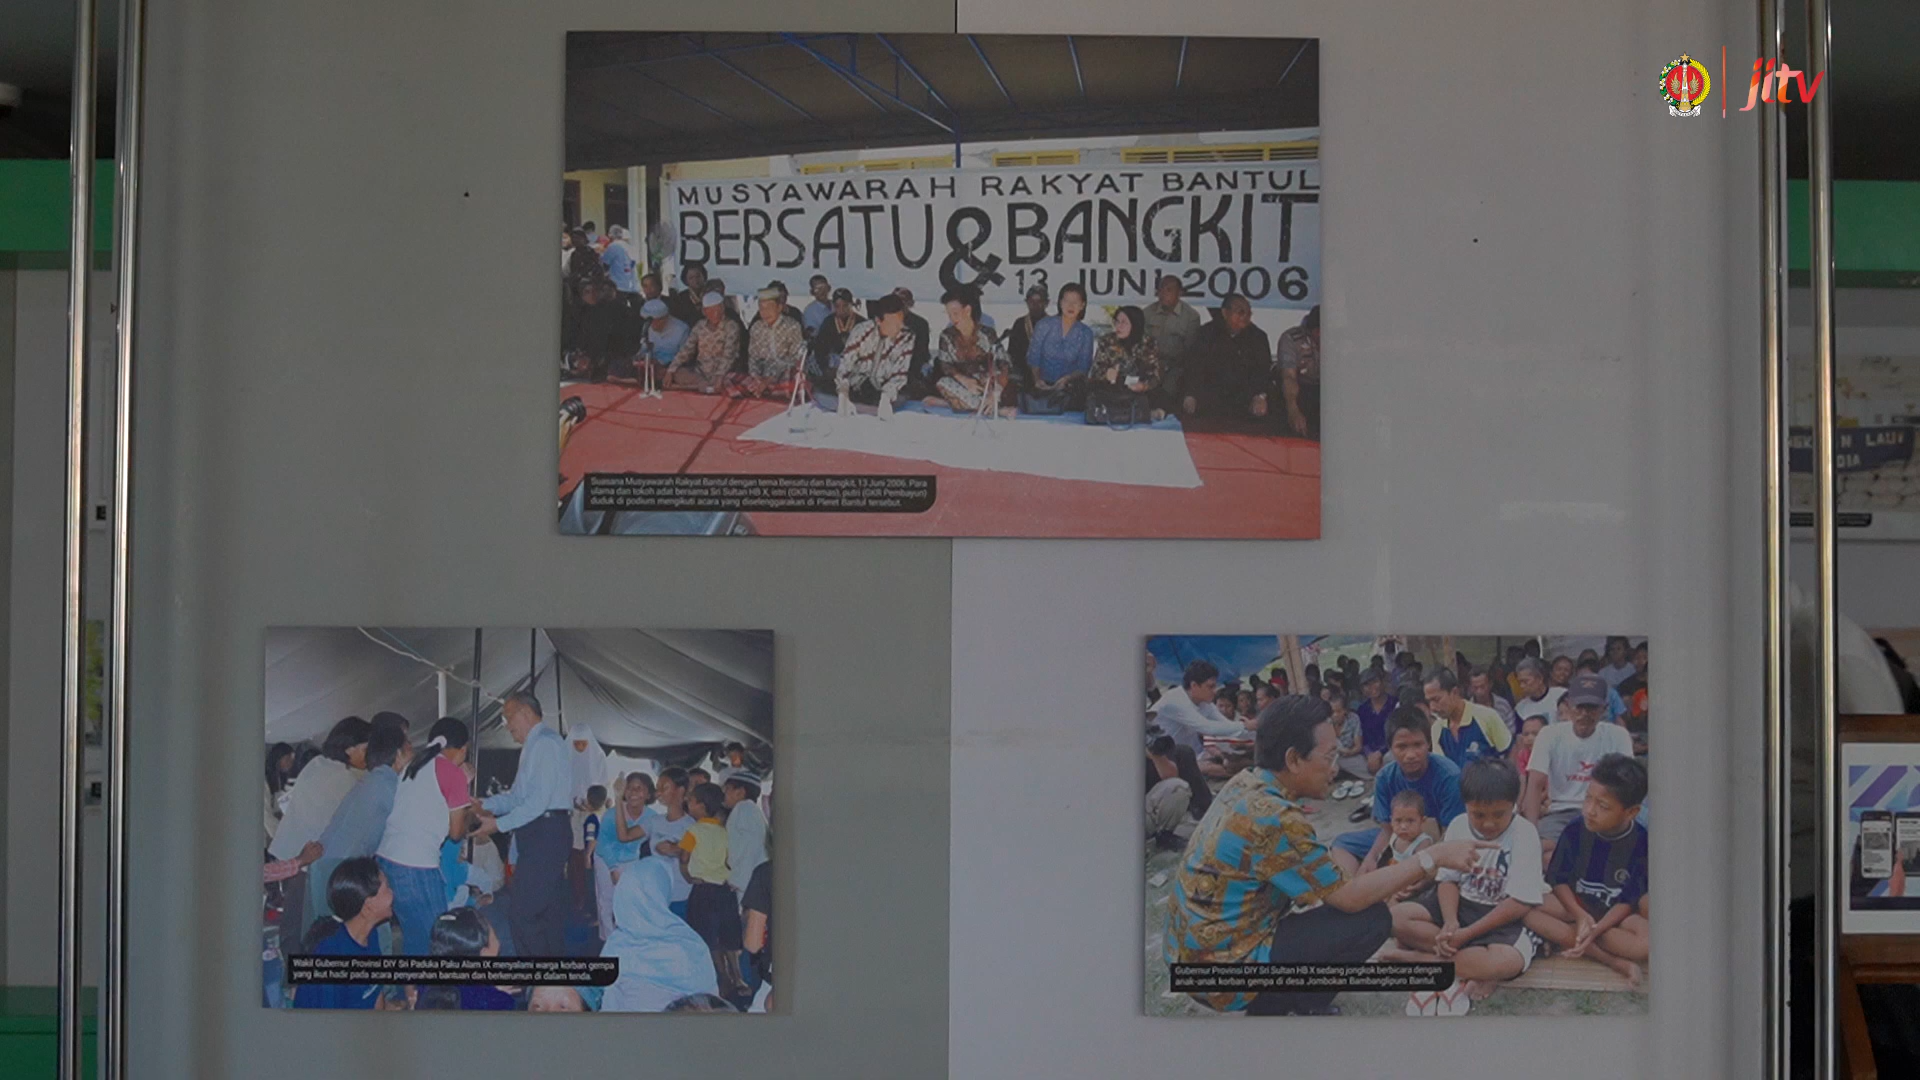 jitv
MUSYAWARAH RAKYAT BANTUL
BERSATU & BANGKIT
13 JUNI 2006
Suasana Musyawarah Rakyat Bantul dengan tema Bersatu dan Bangkit, 13 Juni 2006. Para
ulama dan tokoh adat bersama Sri Sultan HB X, istri (GKR Hemas), putri (GKR Pembayun)
duduk di podium mengikuti acara yang diselenggarakan di Pleret Bantul tersebut.
Wakil Gubernur Provinsi DIY Sri Paduka Paku Alam IX menyalami warga korban gempa
yang ikut hadir pada acara penyerahan bantuan dan berkerumun di dalam tenda.
Gubernur Provinsi DIY Sri Sultan HB X sedang jongkok berbicara dengan
anak-anak korban gempa di desa Jombokan Bambanglipuro Bantul.
LAUT
DIA